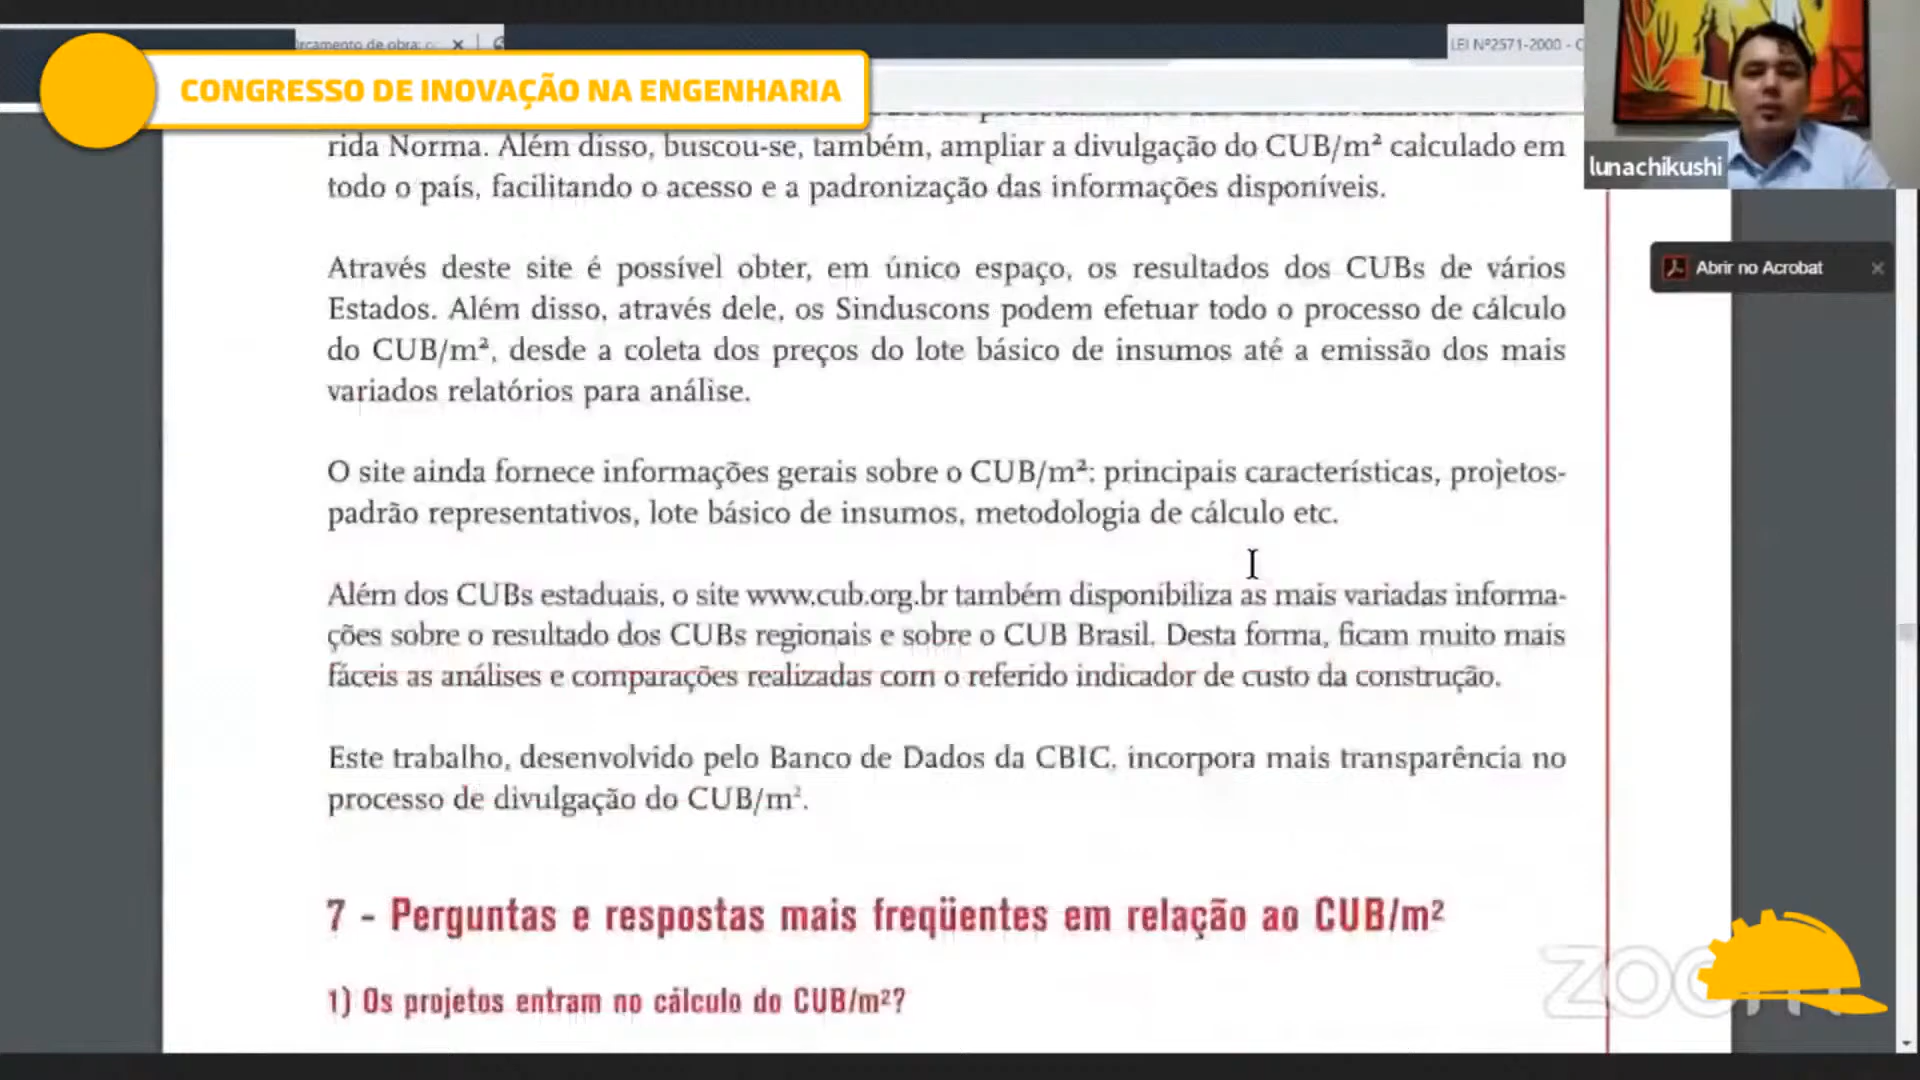 orçamento de obra:
LEI Nº2571-2000 - C
CONGRESSO DE INOVAÇÃO NA ENGENHARIA
lunachikushi
rida Norma. Além disso, buscou-se, também, ampliar a divulgação do CUB/m² calculado em
todo o país, facilitando o acesso e a padronização das informações disponíveis.
Abrir no Acrobat
Através deste site é possível obter, em único espaço, os resultados dos CUBs de vários
Estados. Além disso, através dele, os Sinduscons podem efetuar todo o processo de cálculo
do CUB/m², desde a coleta dos preços do lote básico de insumos até a emissão dos mais
variados relatórios para análise.
O site ainda fornece informações gerais sobre o CUB/m²: principais características, projetos-
padrão representativos, lote básico de insumos, metodologia de cálculo etc.
Além dos CUBs estaduais, o site www.cub.org.br também disponibiliza as mais variadas informa-
ções sobre o resultado dos CUBs regionais e sobre o CUB Brasil. Desta forma, ficam muito mais
fáceis as análises e comparações realizadas com o referido indicador de custo da construção.
Este trabalho, desenvolvido pelo Banco de Dados da CBIC, incorpora mais transparência no
processo de divulgação do CUB/m².
7 - Perguntas e respostas mais freqüentes em relação ao CUB/m²
1) Os projetos entram no cálculo do CUB/m²?
zoom